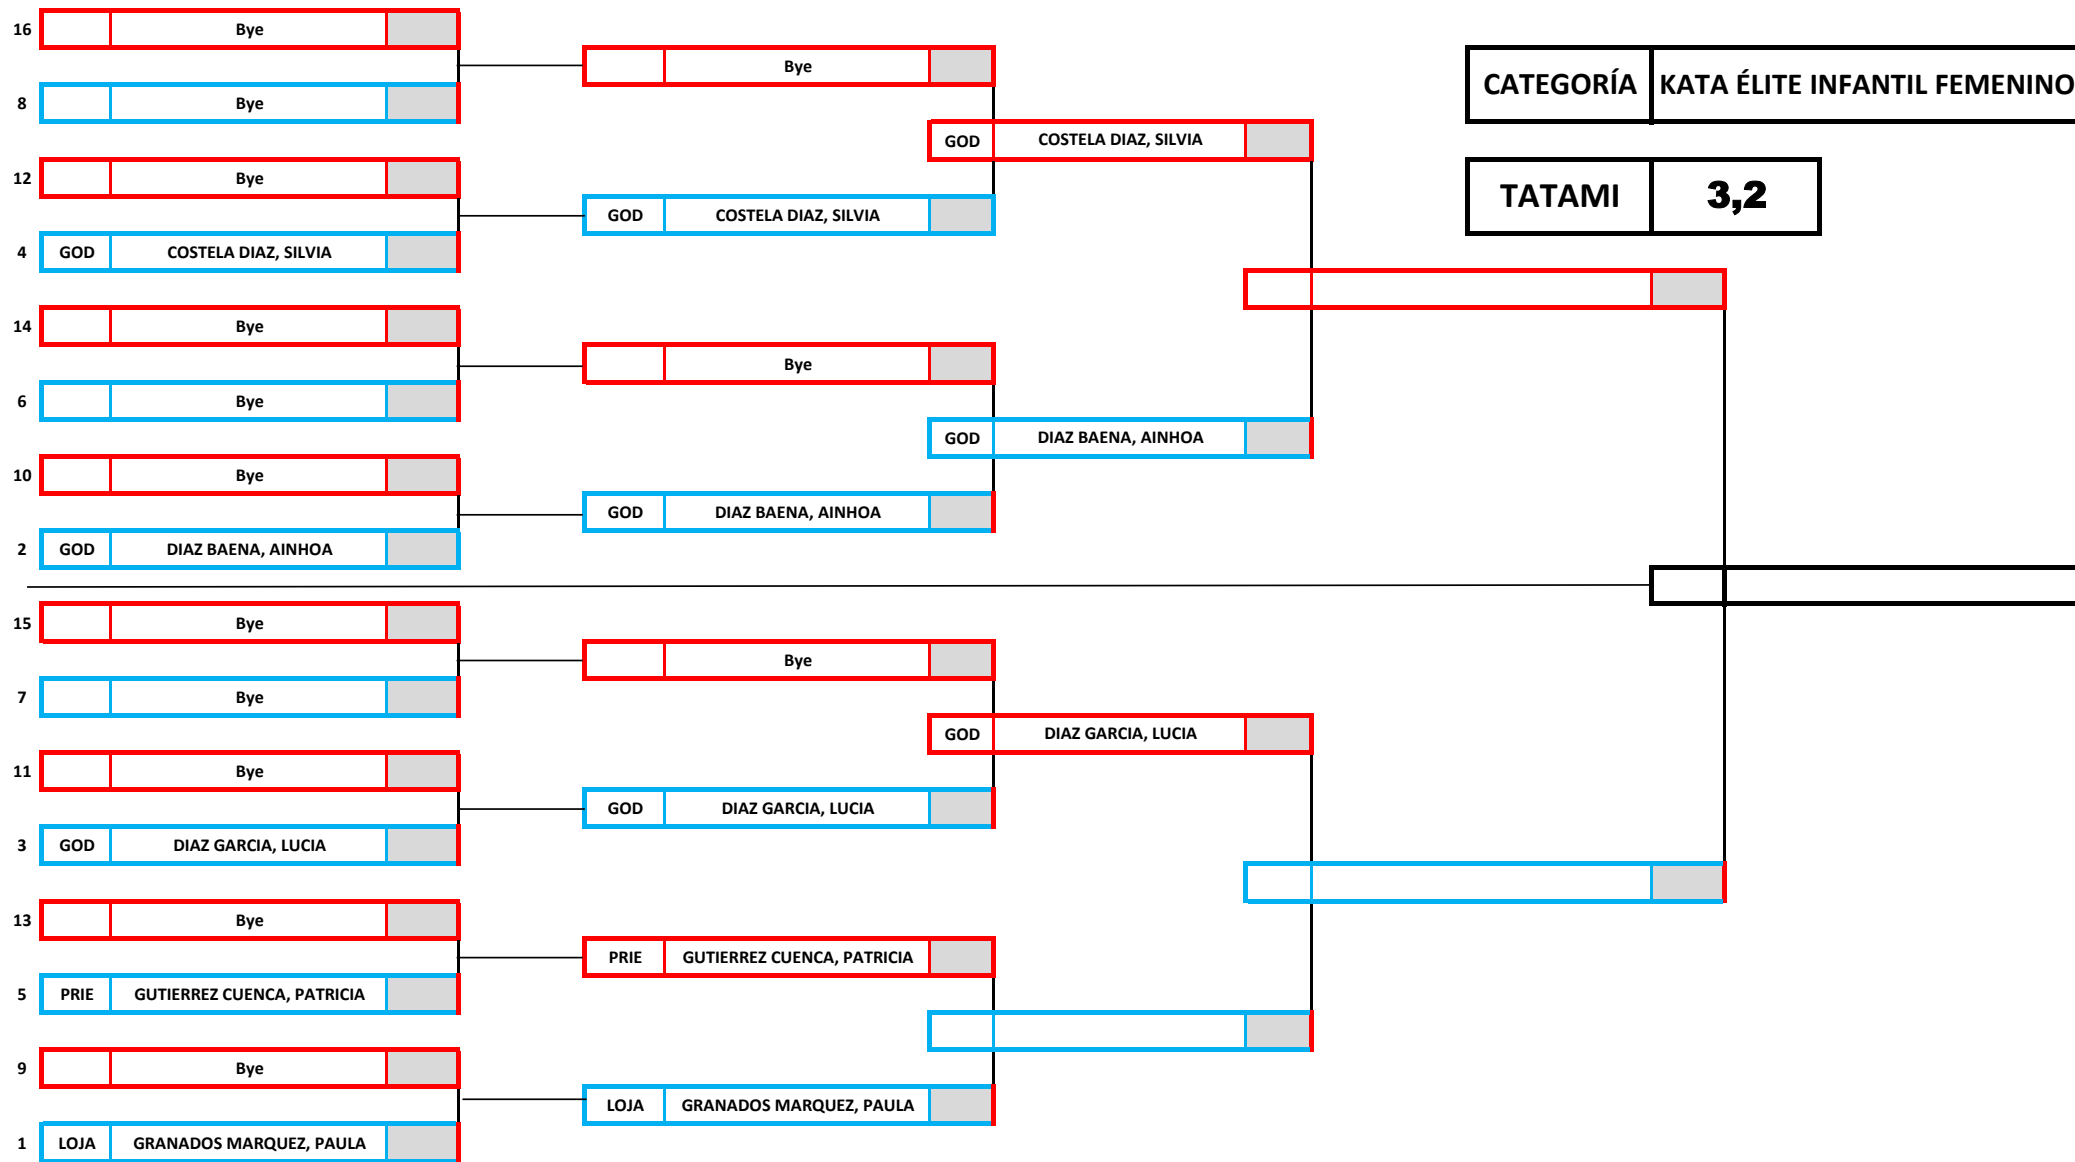 16 Bye
Bye
CATEGORÍA KATA ÉLITE INFANTIL FEMENINO
8 Bye
GOD COSTELA DIAZ, SILVIA
12 Bye
TATAMI 3,2
GOD COSTELA DIAZ, SILVIA
4 GOD COSTELA DIAZ, SILVIA
14 Bye
Bye
6 Bye
GOD DIAZ BAENA, AINHOA
10 Bye
GOD DIAZ BAENA, AINHOA
2 GOD DIAZ BAENA, AINHOA
15 Bye
Bye
7 Bye
GOD DIAZ GARCIA, LUCIA
11 Bye
GOD DIAZ GARCIA, LUCIA
3 GOD DIAZ GARCIA, LUCIA
13 Bye
PRIE GUTIERREZ CUENCA, PATRICIA
5 PRIE GUTIERREZ CUENCA, PATRICIA
9 Bye
LOJA GRANADOS MARQUEZ, PAULA
1 LOJA GRANADOS MARQUEZ, PAULA